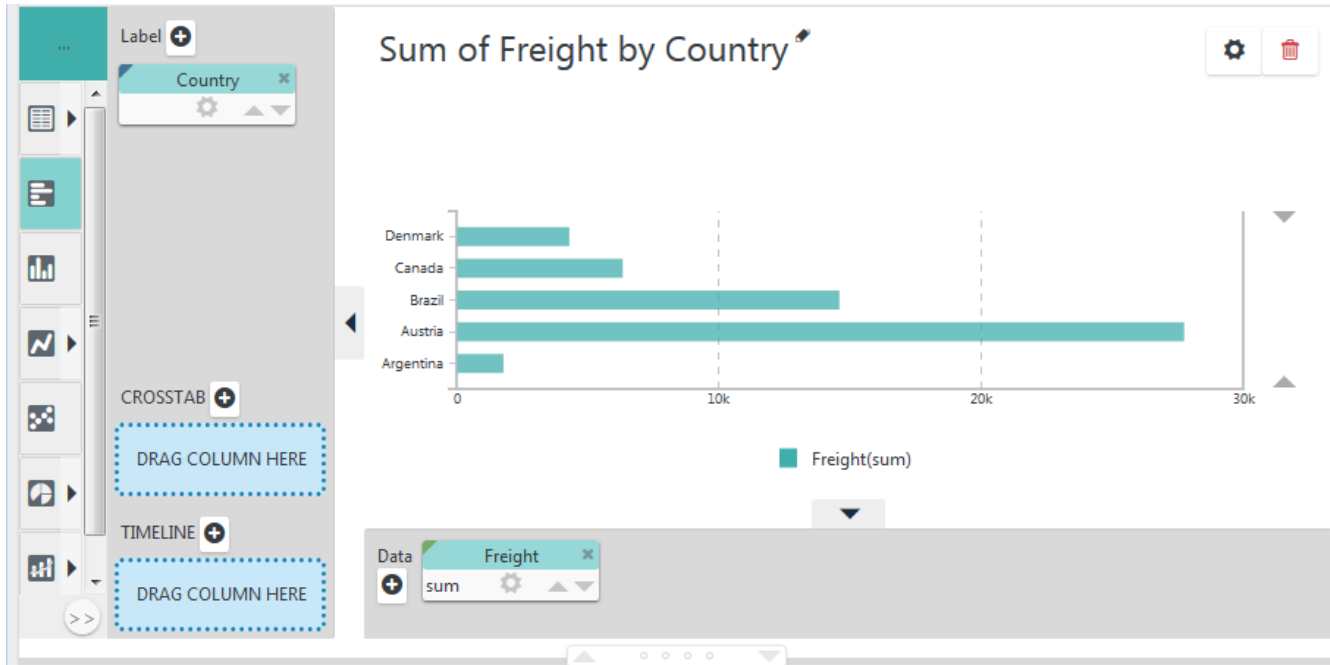 ...
Label
Country
CROSSTAB
DRAG COLUMN HERE
TIMELINE
DRAG COLUMN HERE
>>
Sum of Freight by Country
Denmark
Canada
Brazil
Austria
Argentina
0 10k 20k 30k
Freight(sum)
Data
Freight
sum